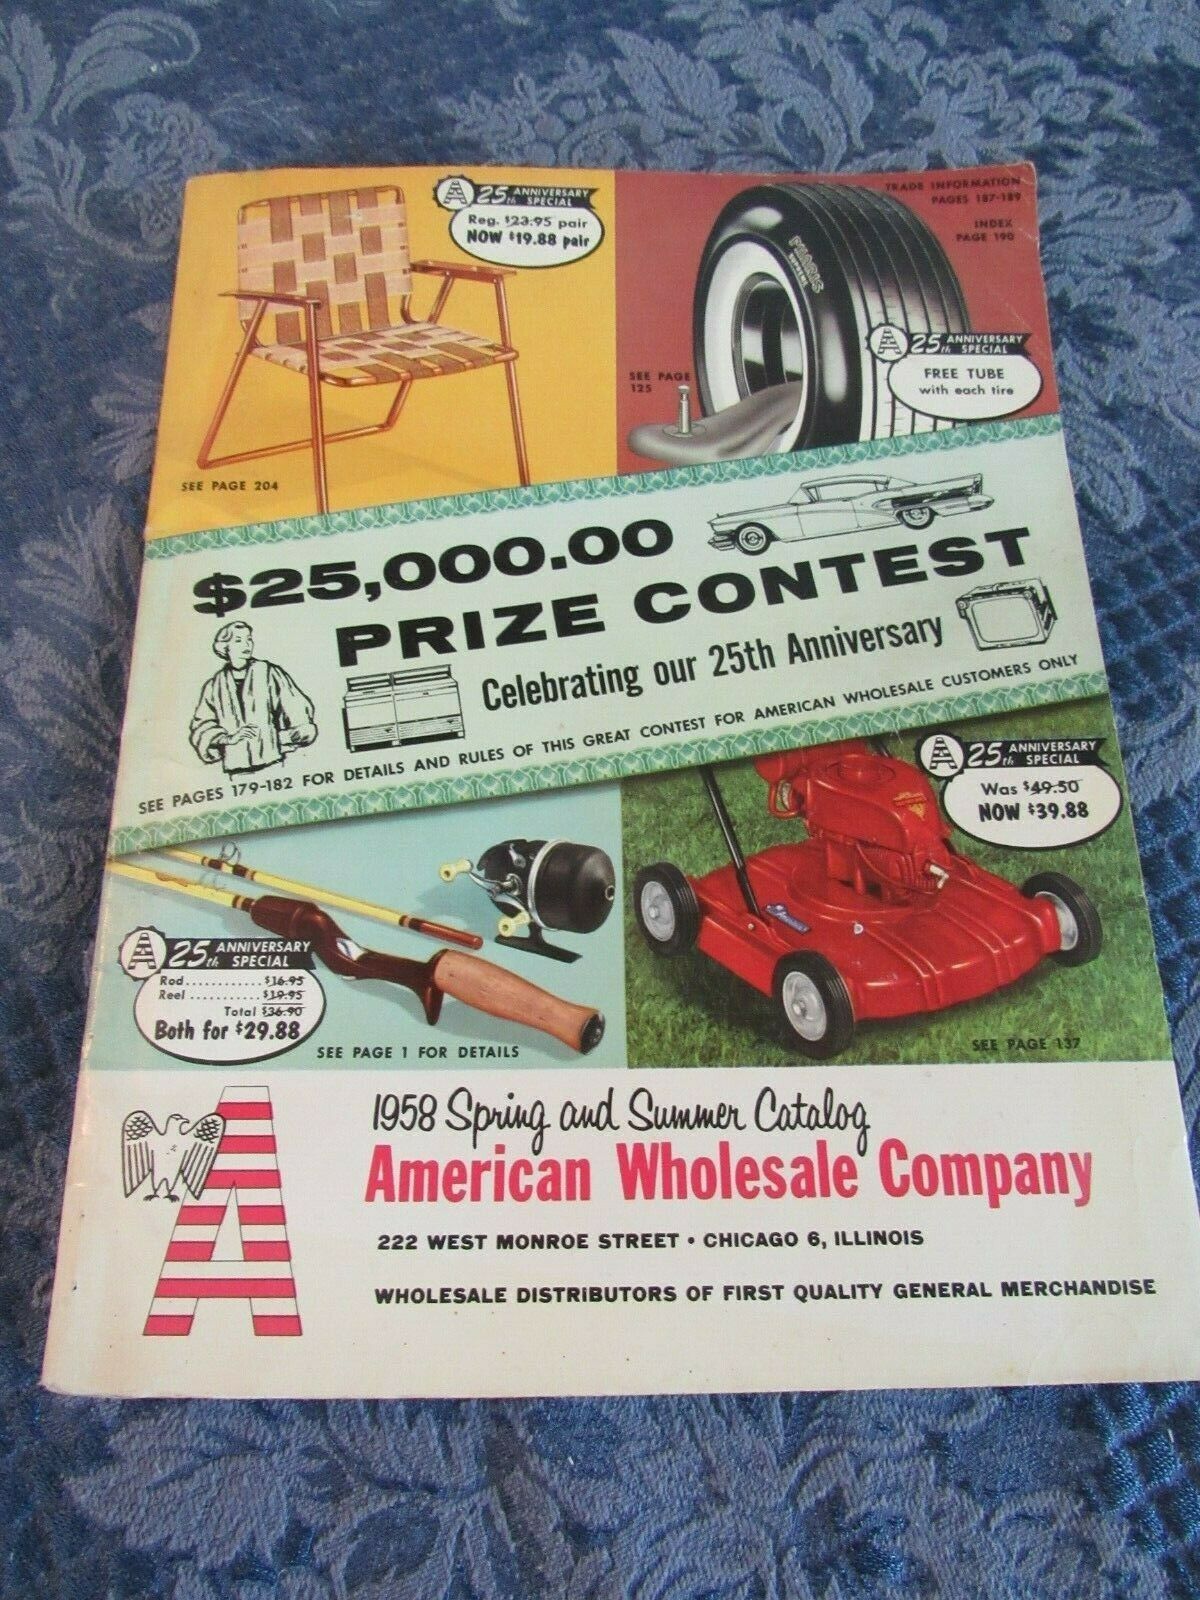 25th ANNIVERSARY SPECIAL
Reg. $23.95 pair
NOW $19.88 pair
SEE PAGE 204
TRADE INFORMATION
PAGES 187-189
INDEX
PAGE 190
SEE PAGE
125
25th ANNIVERSARY SPECIAL
FREE TUBE
with each tire
$25,000.00
PRIZE CONTEST
Celebrating our 25th Anniversary
SEE PAGES 179-182 FOR DETAILS AND RULES OF THIS GREAT CONTEST FOR AMERICAN WHOLESALE CUSTOMERS ONLY
25th ANNIVERSARY SPECIAL
Was $49.50
NOW $39.88
SEE PAGE 137
25th ANNIVERSARY SPECIAL
Rod............$16.95
Reel..........$19.95
Total $36.90
Both for $29.88
SEE PAGE 1 FOR DETAILS
A
1958 Spring and Summer Catalog
American Wholesale Company
222 WEST MONROE STREET • CHICAGO 6, ILLINOIS
WHOLESALE DISTRIBUTORS OF FIRST QUALITY GENERAL MERCHANDISE